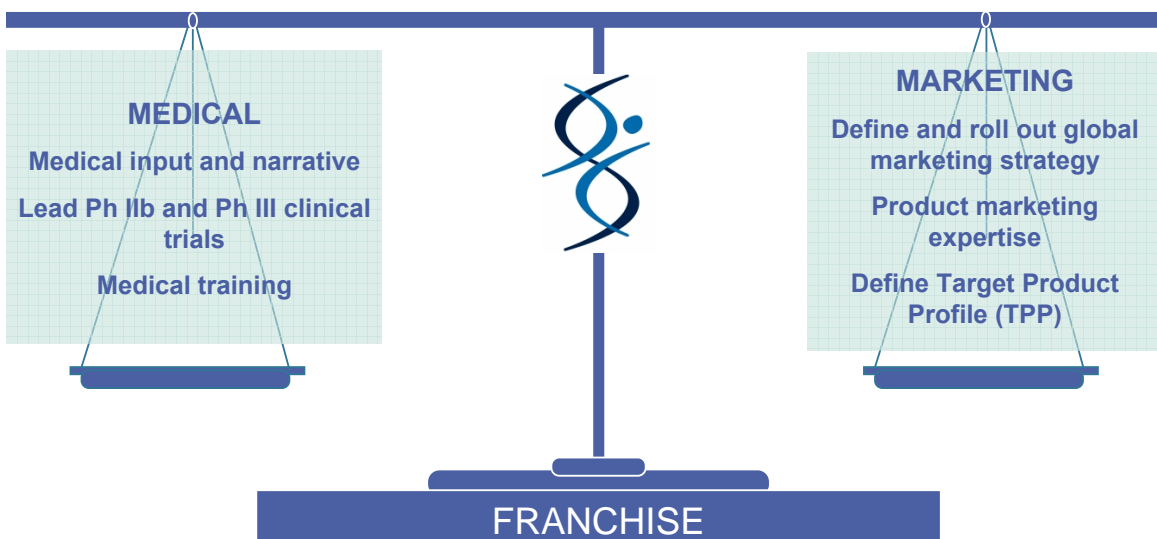 MEDICAL
Medical input and narrative
Lead Ph IIb and Ph III clinical
trials
Medical training
MARKETING
Define and roll out global
marketing strategy
Product marketing
expertise
Define Target Product
Profile (TPP)
FRANCHISE